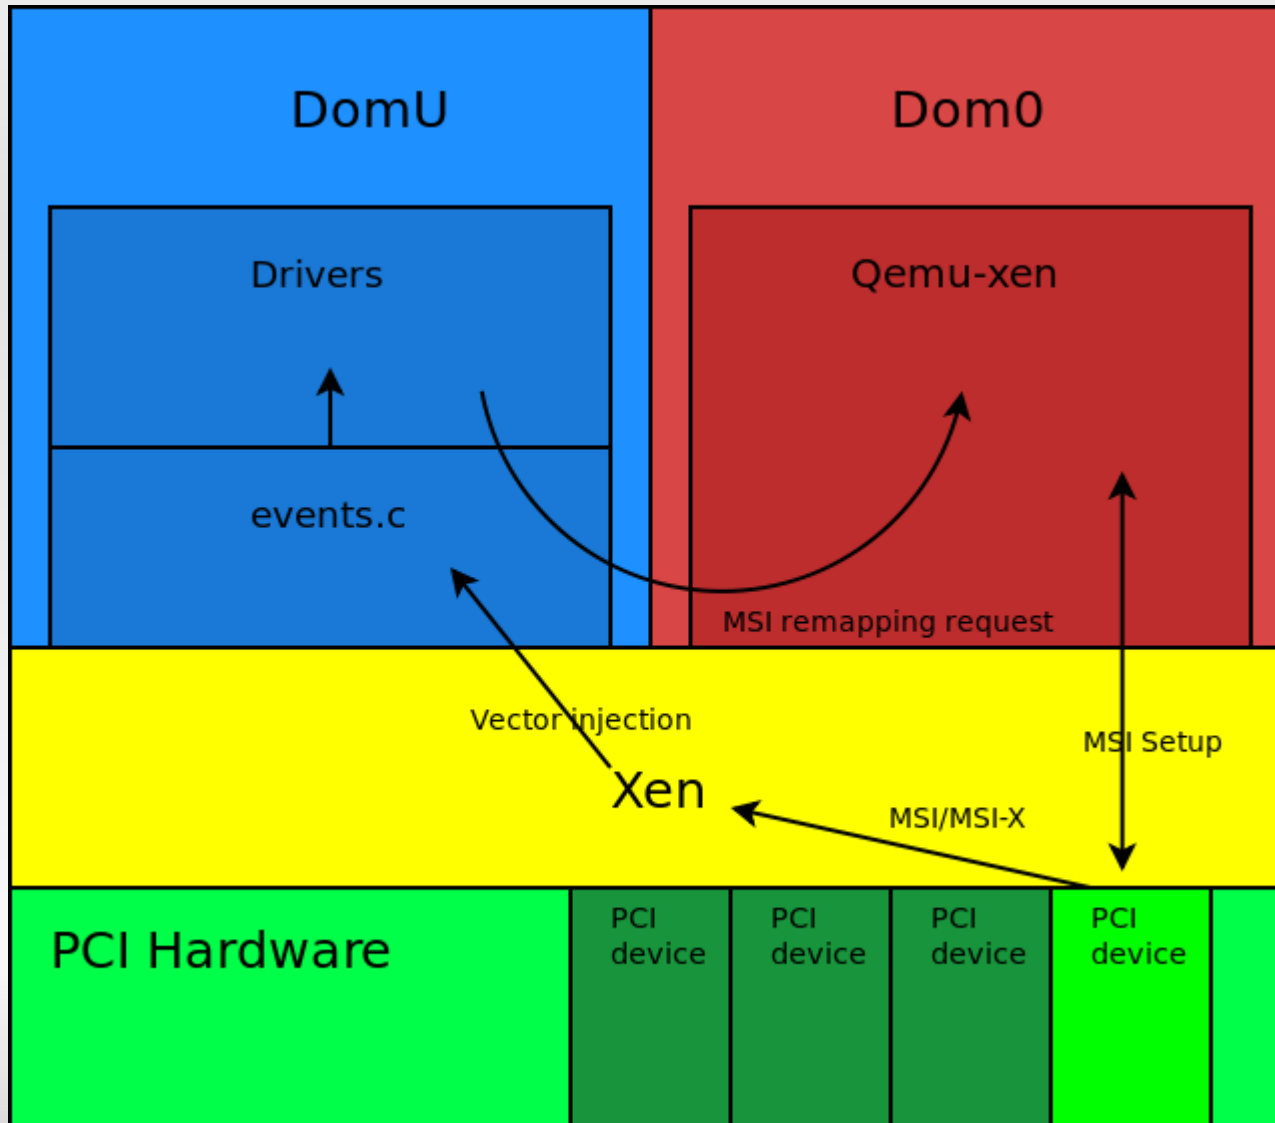 DomU
Dom0
Drivers
Qemu-xen
events.c
MSI remapping request
Vector injection
MSI Setup
Xen
MSI/MSI-X
PCI Hardware
PCI
device
PCI
device
PCI
device
PCI
device